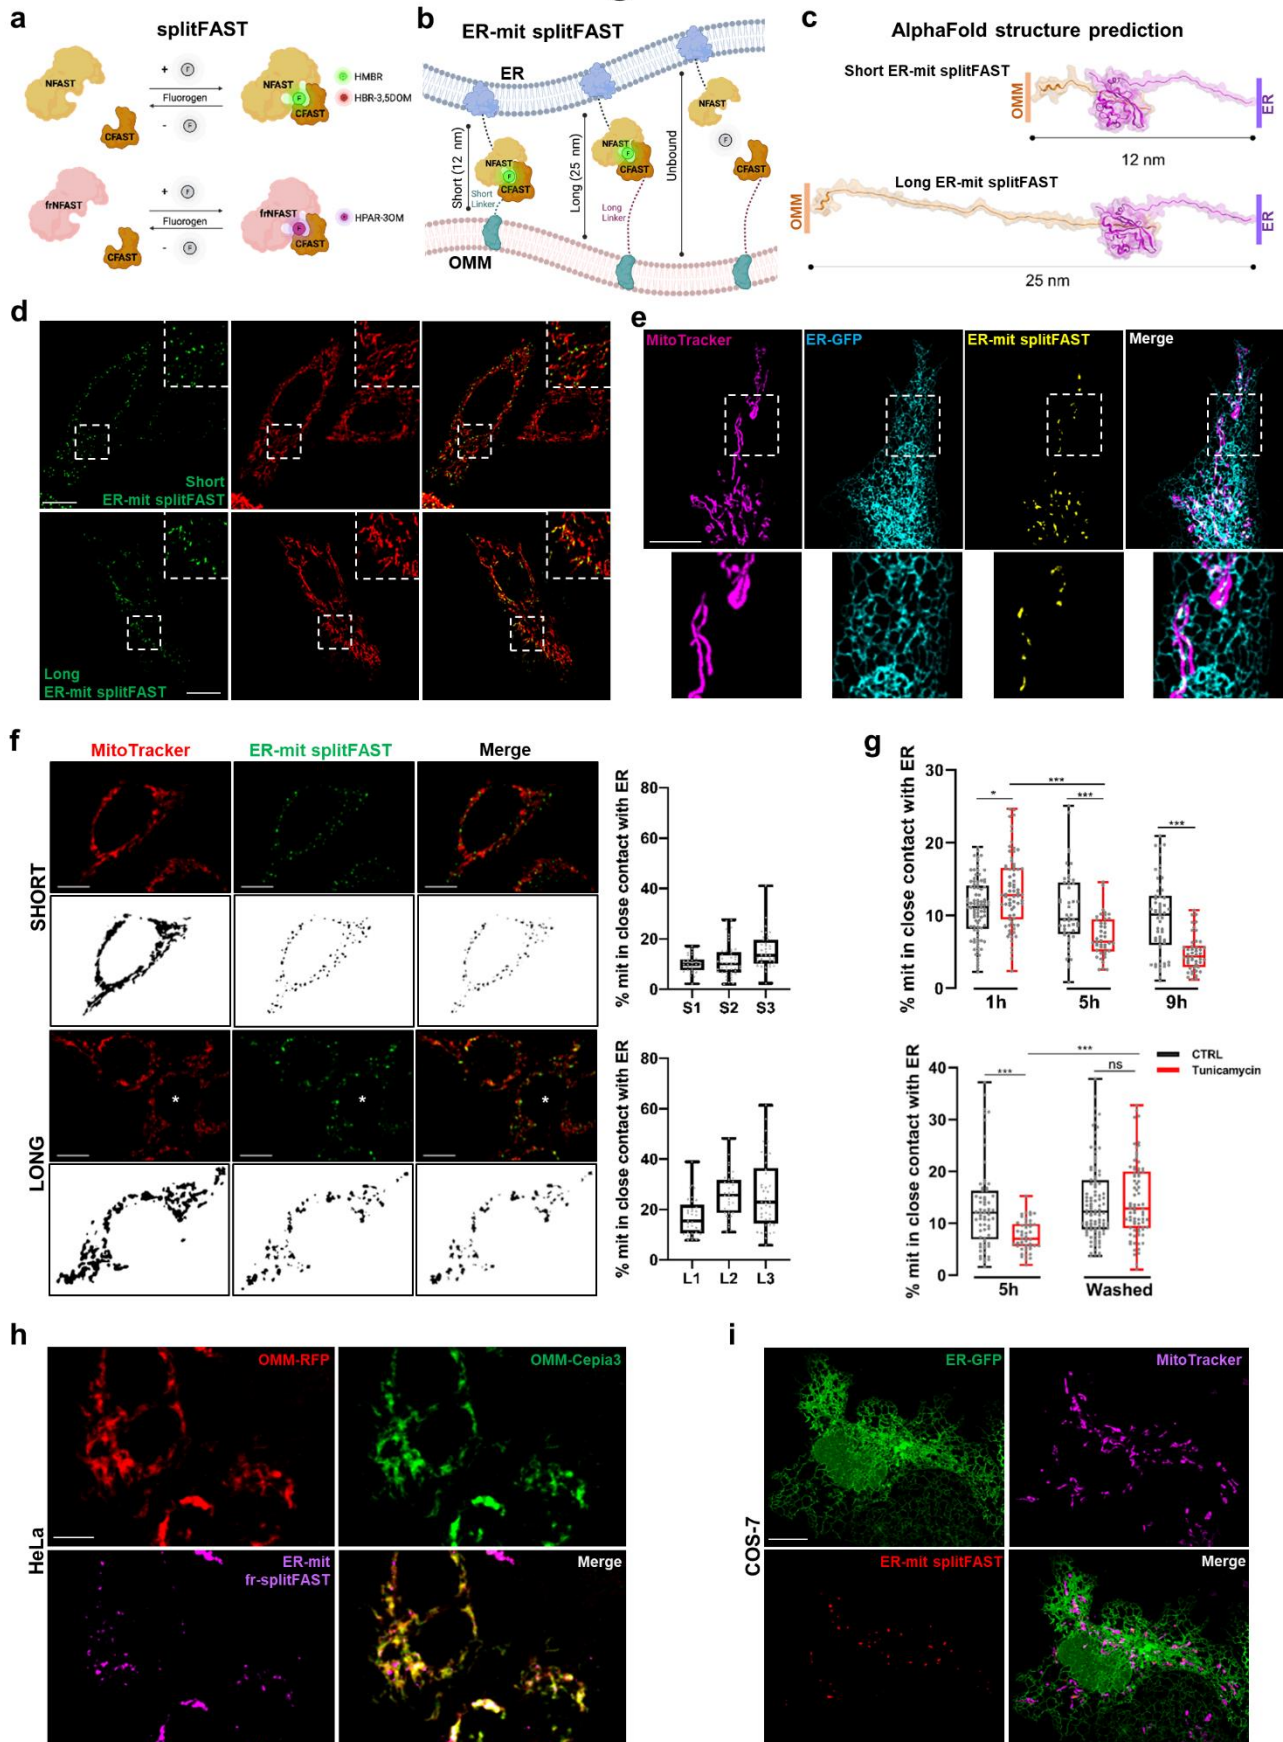 a
splitFAST
NFAST
+
F
Fluorogen
-
F
CFAST
NFAST
F
CFAST
HMBR
HBR-3,5DOM
frNFAST
+
F
Fluorogen
-
F
CFAST
frNFAST
F
CFAST
HPAR-3OM
b
ER-mit splitFAST
ER
Short (12 nm)
NFAST
F
CFAST
Short
Linker
Long (25 nm)
NFAST
F
CFAST
Long
Linker
Unbound
NFAST
F
CFAST
OMM
c
AlphaFold structure prediction
Short ER-mit splitFAST
OMM
ER
12 nm
Long ER-mit splitFAST
OMM
ER
25 nm
d
Short
ER-mit splitFAST
Long
ER-mit splitFAST
e
MitoTracker
ER-GFP
ER-mit splitFAST
Merge
f
MitoTracker
ER-mit splitFAST
Merge
SHORT
LONG
*
*
*
% mit in close contact with ER
80
60
40
20
0
S1 S2 S3
% mit in close contact with ER
80
60
40
20
0
L1 L2 L3
g
% mit in close contact with ER
30
20
10
0
*
***
***
***
1h
5h
9h
% mit in close contact with ER
40
30
20
10
0
***
***
ns
CTRL
Tunicamycin
5h
Washed
h
HeLa
OMM-RFP
OMM-Cepia3
ER-mit
fr-splitFAST
Merge
i
COS-7
ER-GFP
MitoTracker
ER-mit splitFAST
Merge